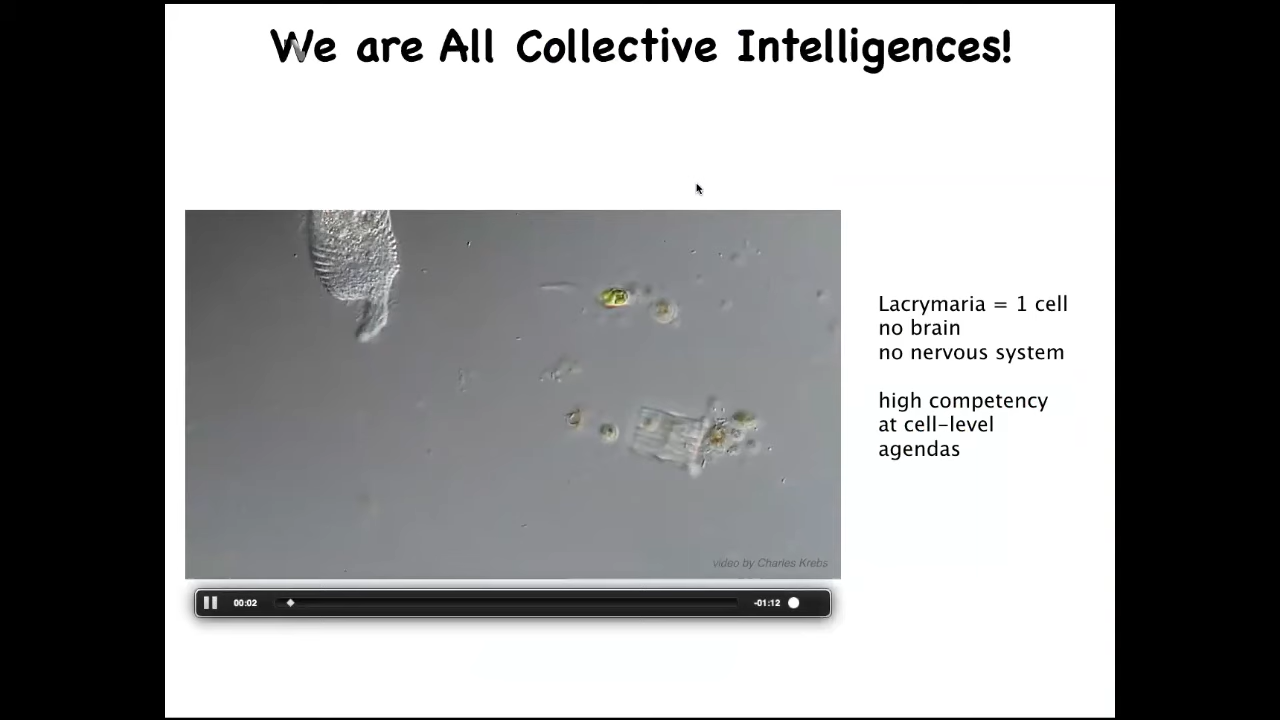 We are All Collective Intelligences!
Lacrymaria = 1 cell
no brain
no nervous system
high competency
at cell-level
agendas
video by Charles Krebs
00:02
-01:12